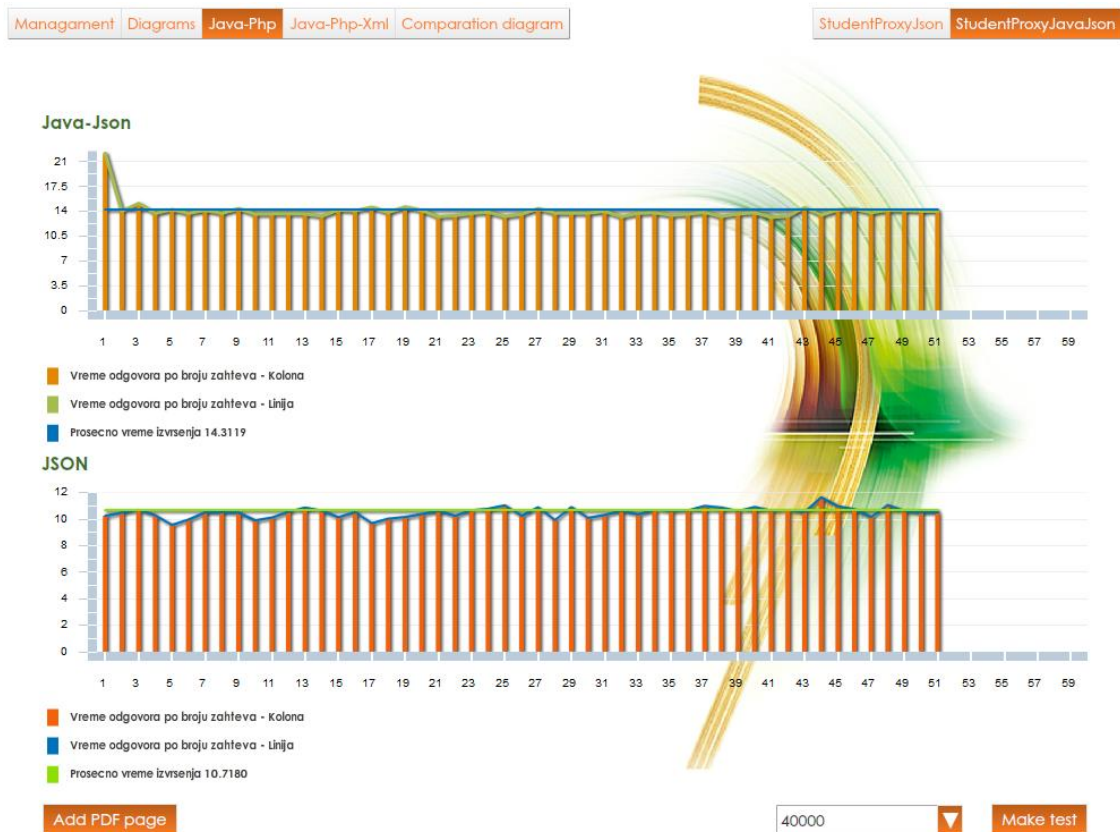 Managament Diagrams Java-Php Java-Php-Xml Comparation diagram StudentProxyJson StudentProxyJavaJson
Java-Json
21
17.5
14
10.5
7
3.5
0
1 3 5 7 9 11 13 15 17 19 21 23 25 27 29 31 33 35 37 39 41 43 45 47 49 51 53 55 57 59
Vreme odgovora po broju zahteva - Kolona
Vreme odgovora po broju zahteva - Linija
Prosecno vreme izvrsenja 14.3119
JSON
12
10
8
6
4
2
0
1 3 5 7 9 11 13 15 17 19 21 23 25 27 29 31 33 35 37 39 41 43 45 47 49 51 53 55 57 59
Vreme odgovora po broju zahteva - Kolona
Vreme odgovora po broju zahteva - Linija
Prosecno vreme izvrsenja 10.7180
Add PDF page 40000 Make test